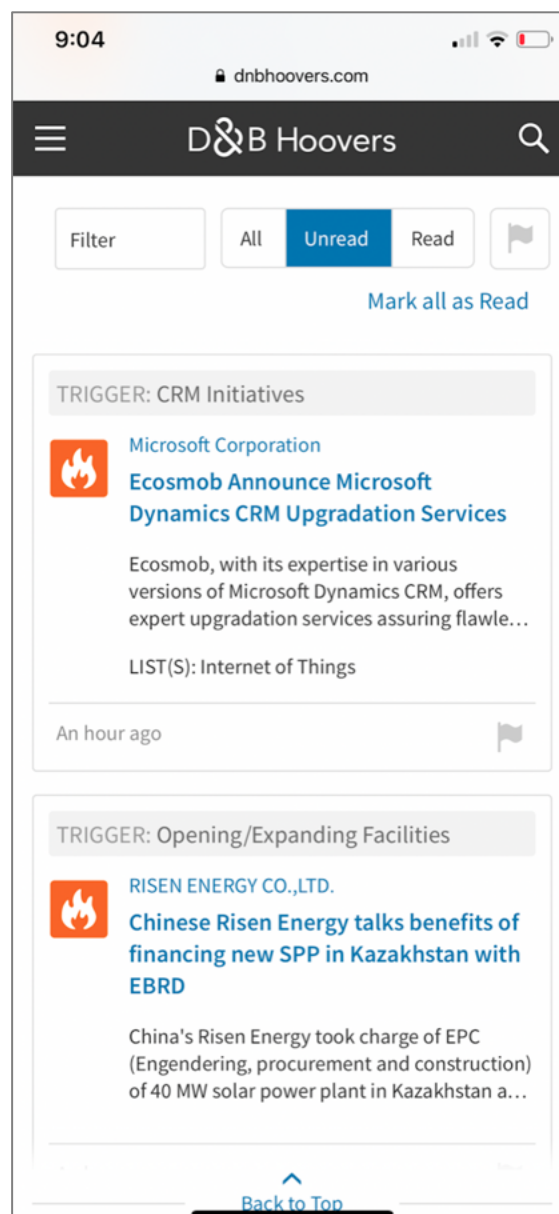 9:04
dnbhoovers.com
D&B Hoovers
Filter All Unread Read
Mark all as Read
TRIGGER: CRM Initiatives
Microsoft Corporation
Ecosmob Announce Microsoft
Dynamics CRM Upgradation Services
Ecosmob, with its expertise in various
versions of Microsoft Dynamics CRM, offers
expert upgradation services assuring flawle...
LIST(S): Internet of Things
An hour ago
TRIGGER: Opening/Expanding Facilities
RISEN ENERGY CO.,LTD.
Chinese Risen Energy talks benefits of
financing new SPP in Kazakhstan with
EBRD
China's Risen Energy took charge of EPC
(Engendering, procurement and construction)
of 40 MW solar power plant in Kazakhstan a...
Back to Top